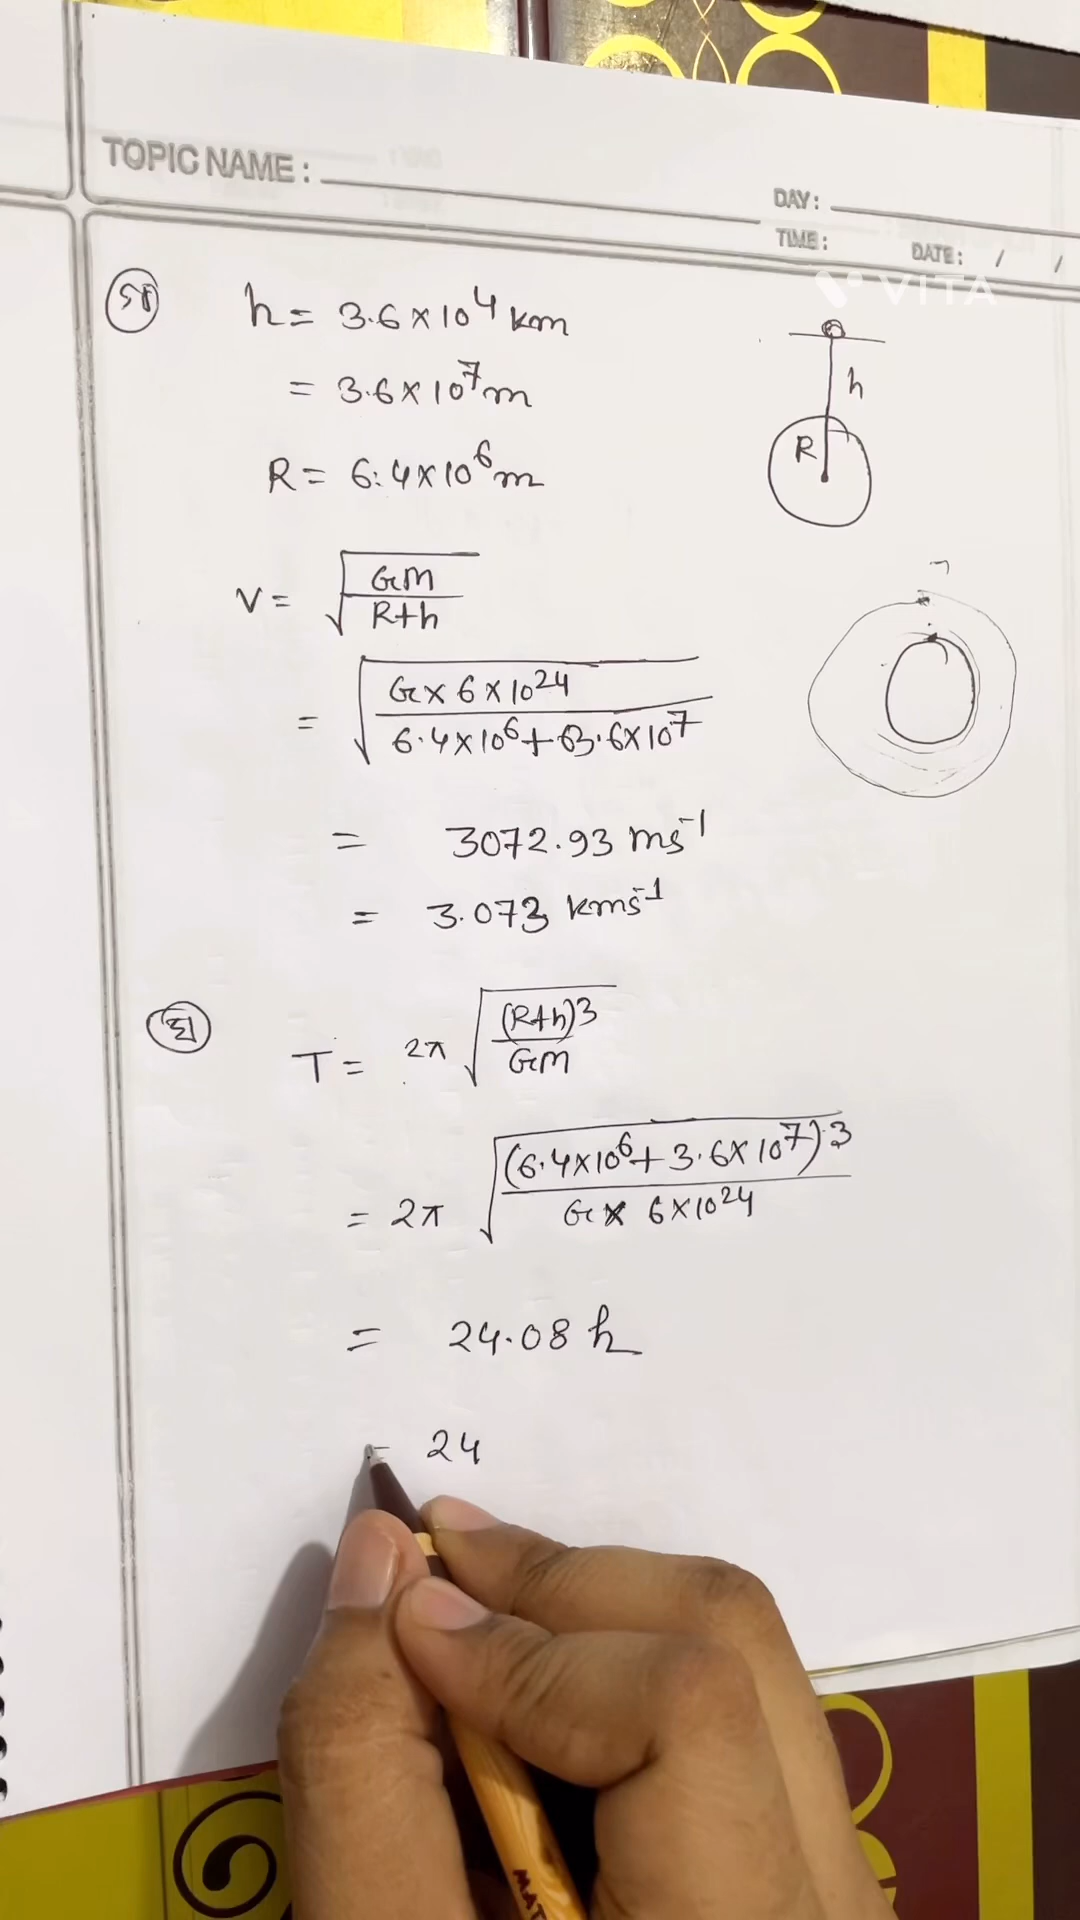 TOPIC NAME :
DAY :
TIME :
DATE : / /
VITA
h = 3.6 × 10⁴ km
= 3.6 × 10⁷ m
R = 6.4 × 10⁶ m
h
R
V = √(GM / R+h)
= √(G × 6 × 10²⁴ / 6.4 × 10⁶ + 3.6 × 10⁷)
= 3072.93 ms⁻¹
= 3.073 kms⁻¹
T = 2π √((R+h)3 / GM)
= 2π √((6.4 × 10⁶ + 3.6 × 10⁷)3 / G × 6 × 10²⁴)
= 24.08 h
= 24
MAT